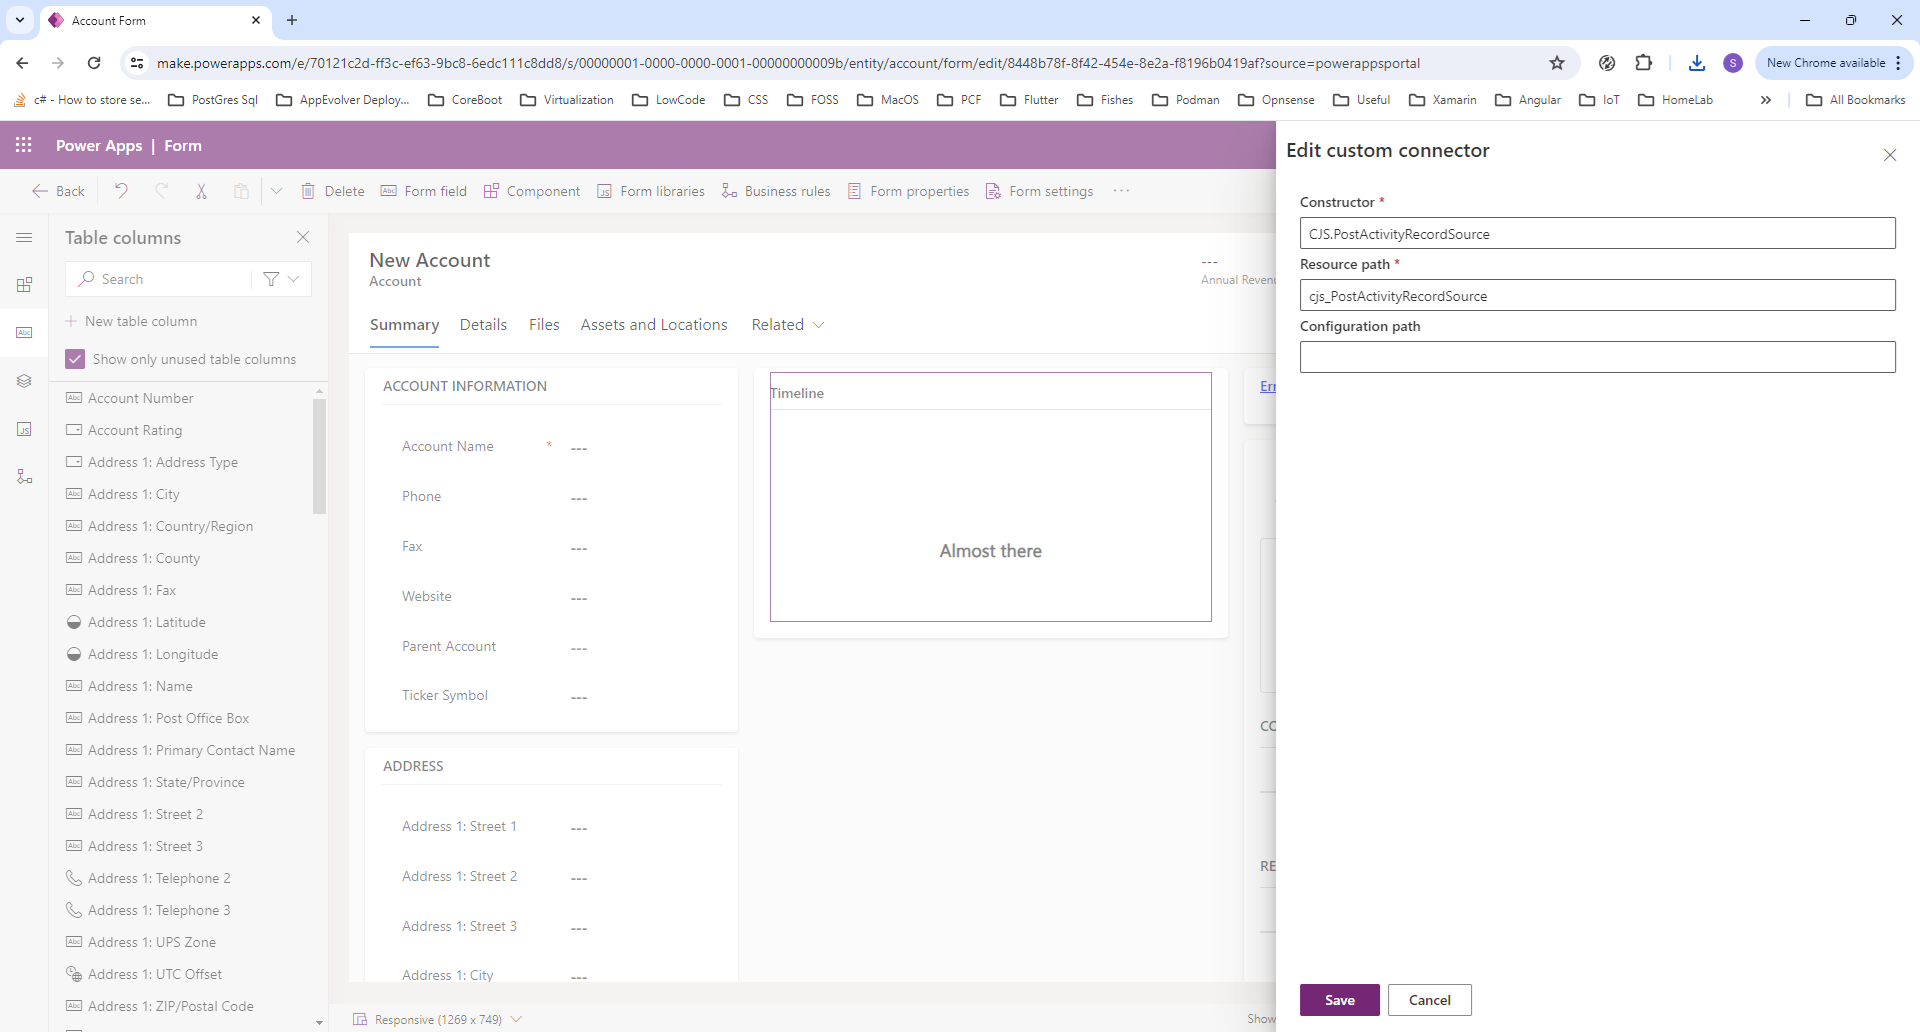 Account Form
make.powerapps.com/e/70121c2d-ff3c-ef63-9bc8-6edc111c8dd8/s/00000001-0000-0000-0001-00000000009b/entity/account/form/edit/8448b78f-8f42-454e-8e2a-f8196b0419af?source=powerappsportal
S
New Chrome available
c# - How to store se...
PostGres Sql
AppEvolver Deploy...
CoreBoot
Virtualization
LowCode
CSS
FOSS
MacOS
PCF
Flutter
Fishes
Podman
Opnsense
Useful
Xamarin
Angular
IoT
HomeLab
All Bookmarks
Power Apps | Form
Back
Delete
Form field
Component
Form libraries
Business rules
Form properties
Form settings
Table columns
Search
New table column
Show only unused table columns
Account Number
Account Rating
Address 1: Address Type
Address 1: City
Address 1: Country/Region
Address 1: County
Address 1: Fax
Address 1: Latitude
Address 1: Longitude
Address 1: Name
Address 1: Post Office Box
Address 1: Primary Contact Name
Address 1: State/Province
Address 1: Street 2
Address 1: Street 3
Address 1: Telephone 2
Address 1: Telephone 3
Address 1: UPS Zone
Address 1: UTC Offset
Address 1: ZIP/Postal Code
New Account
Account
---
Annual Revenu
Summary
Details
Files
Assets and Locations
Related
ACCOUNT INFORMATION
Account Name * ---
Phone ---
Fax ---
Website ---
Parent Account ---
Ticker Symbol ---
ADDRESS
Address 1: Street 1 ---
Address 1: Street 2 ---
Address 1: Street 3 ---
Address 1: City ---
Timeline
Almost there
Err
CO
RE
Responsive (1269 x 749)
Show
Edit custom connector
Constructor *
CJS.PostActivityRecordSource
Resource path *
cjs_PostActivityRecordSource
Configuration path
Save
Cancel